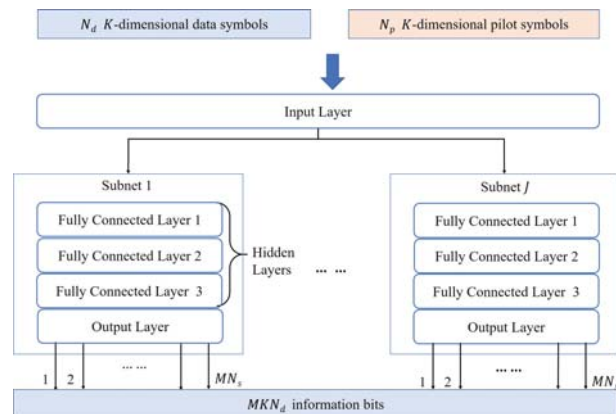 N_d K-dimensional data symbols
N_p K-dimensional pilot symbols
Input Layer
Subnet 1
Subnet J
Fully Connected Layer 1
Fully Connected Layer 2
Fully Connected Layer 3
Output Layer
Hidden
Layers
... ...
Fully Connected Layer 1
Fully Connected Layer 2
Fully Connected Layer 3
Output Layer
1
2
... ...
MN_s
1
2
... ...
MN
MKN_d information bits